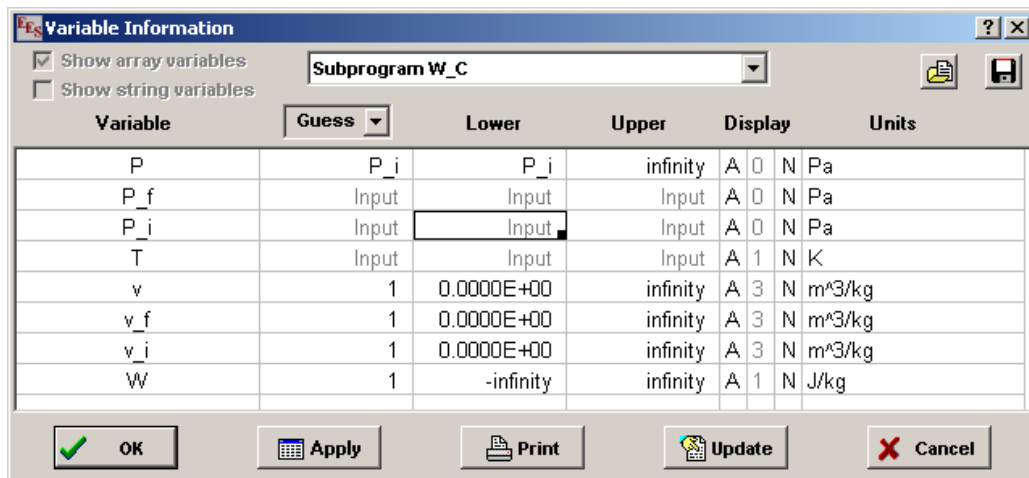 EES Variable Information ? X
Show array variables
Show string variables
Subprogram W_C
Variable Guess Lower Upper Display Units
P P_i P_i infinity A 0 N Pa
P_f Input Input Input A 0 N Pa
P_i Input Input Input A 0 N Pa
T Input Input Input A 1 N K
v 1 0.0000E+00 infinity A 3 N m^3/kg
v_f 1 0.0000E+00 infinity A 3 N m^3/kg
v_i 1 0.0000E+00 infinity A 3 N m^3/kg
W 1 -infinity infinity A 1 N J/kg
OK Apply Print Update Cancel